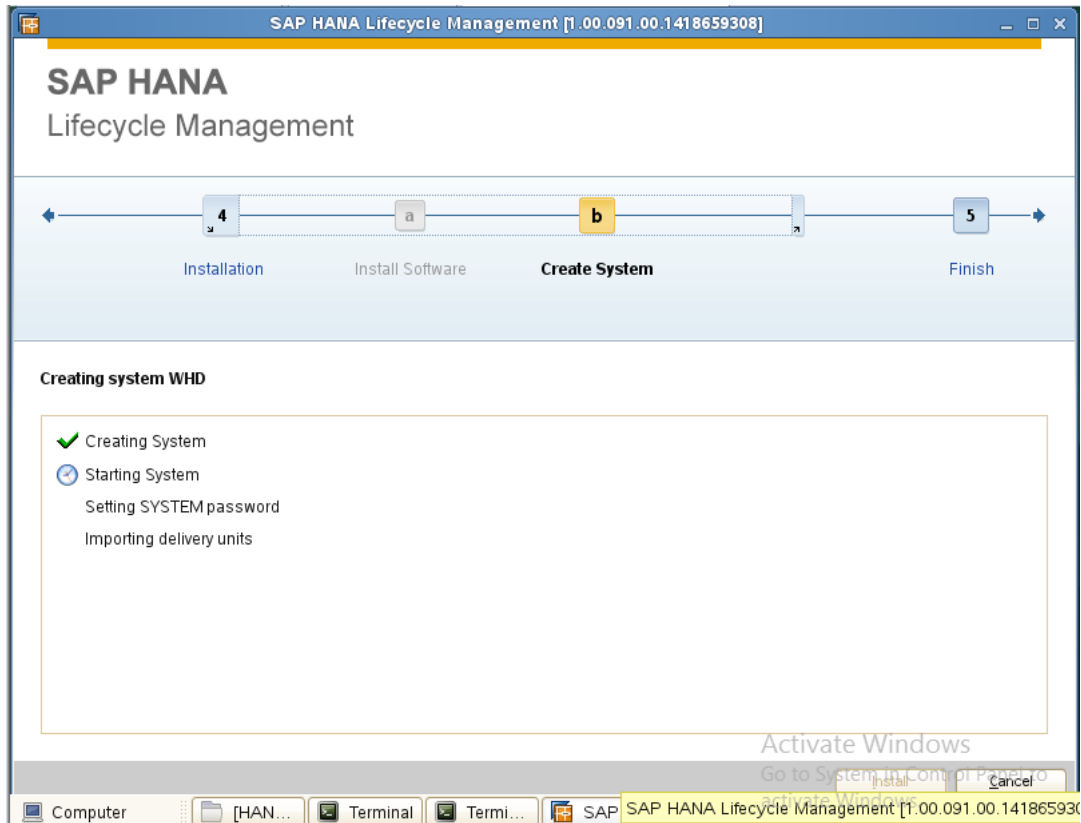 SAP HANA Lifecycle Management [1.00.091.00.1418659308]
SAP HANA
Lifecycle Management
4 a b 5
Installation Install Software Create System Finish
Creating system WHD
Creating System
Starting System
Setting SYSTEM password
Importing delivery units
Activate Windows
Go to System in Control Panel to
activate Windows.
Install Cancel
Computer [HAN... Terminal Termi... SAP SAP HANA Lifecycle Management [1.00.091.00.141865930